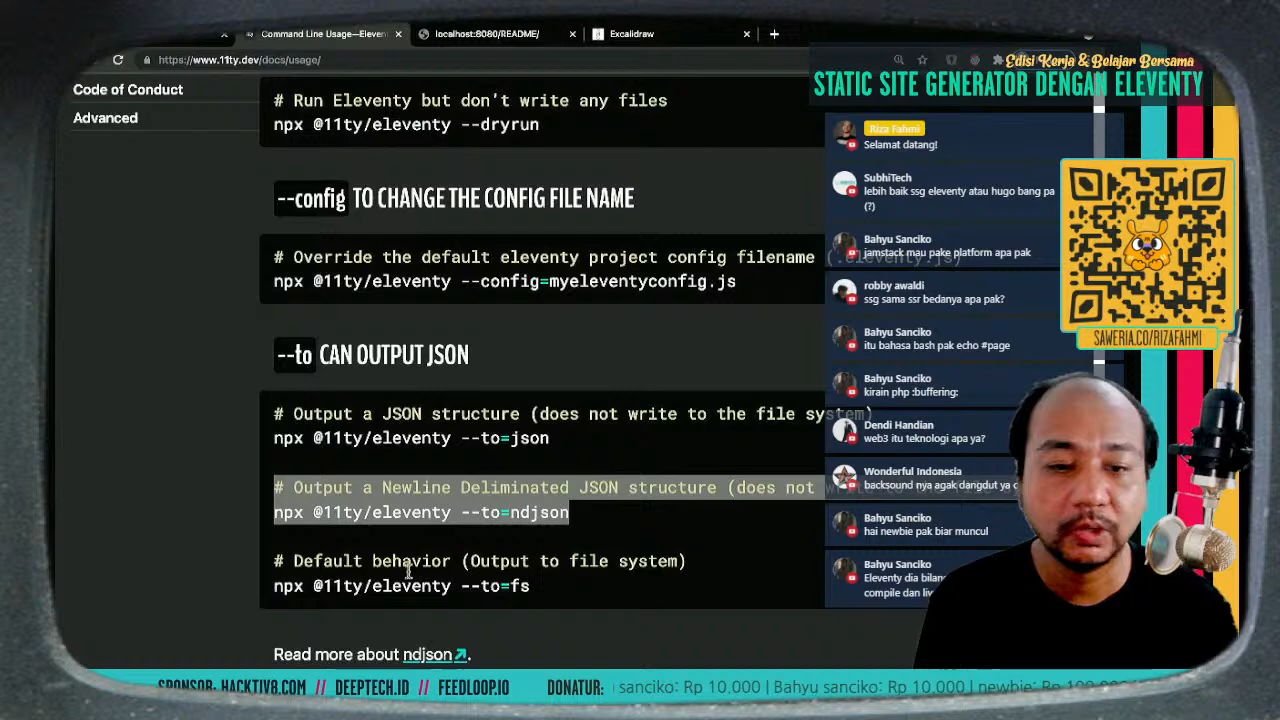 Command Line Usage—Eleven
localhost:8080/README/
Excalidraw
https://www.11ty.dev/docs/usage/
Edisi Kerja & Belajar Bersama
STATIC SITE GENERATOR DENGAN ELEVENTY
Code of Conduct
Advanced
# Run Eleventy but don't write any files
npx @11ty/eleventy --dryrun
--config TO CHANGE THE CONFIG FILE NAME
# Override the default eleventy project config filename (.eleventy.js)
npx @11ty/eleventy --config=myeleventyconfig.js
--to CAN OUTPUT JSON
# Output a JSON structure (does not write to the file system)
npx @11ty/eleventy --to=json
# Output a Newline Deliminated JSON structure (does not write to the
npx @11ty/eleventy --to=ndjson
# Default behavior (Output to file system)
npx @11ty/eleventy --to=fs
Read more about ndjson
Riza Fahmi
Selamat datang!
SubhiTech
lebih baik ssg eleventy atau hugo bang pa
(?)
Bahyu Sanciko
jamstack mau pake platform apa pak
robby awaldi
ssg sama ssr bedanya apa pak?
Bahyu Sanciko
itu bahasa bash pak echo #page
Bahyu Sanciko
kirain php :buffering:
Dendi Handian
web3 itu teknologi apa ya?
Wonderful Indonesia
backsound nya agak dangdut ya
Bahyu Sanciko
hai newbie pak biar muncul
Bahyu Sanciko
Eleventy dia bilan
compile dan liv
SAWERIA.CO/RIZAFAHMI
SPONSOR: HACKTIV8.COM // DEEPTECH.ID // FEEDLOOP.IO
DONATUR: sanciko: Rp 10,000 | Bahyu sanciko: Rp 10,000 | newbie: Rp 100,000